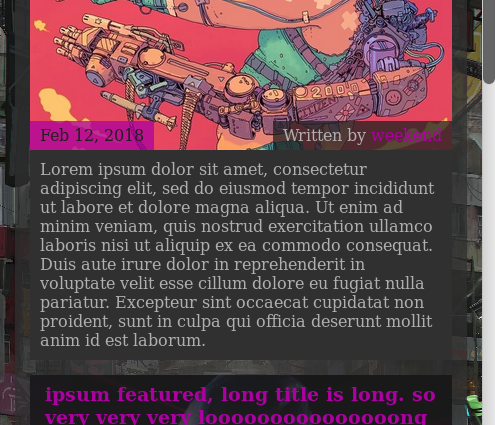 2000
Feb 12, 2018
Written by weekend
Lorem ipsum dolor sit amet, consectetur
adipiscing elit, sed do eiusmod tempor incididunt
ut labore et dolore magna aliqua. Ut enim ad
minim veniam, quis nostrud exercitation ullamco
laboris nisi ut aliquip ex ea commodo consequat.
Duis aute irure dolor in reprehenderit in
voluptate velit esse cillum dolore eu fugiat nulla
pariatur. Excepteur sint occaecat cupidatat non
proident, sunt in culpa qui officia deserunt mollit
anim id est laborum.
ipsum featured, long title is long. so
very very very looooooooooooooong